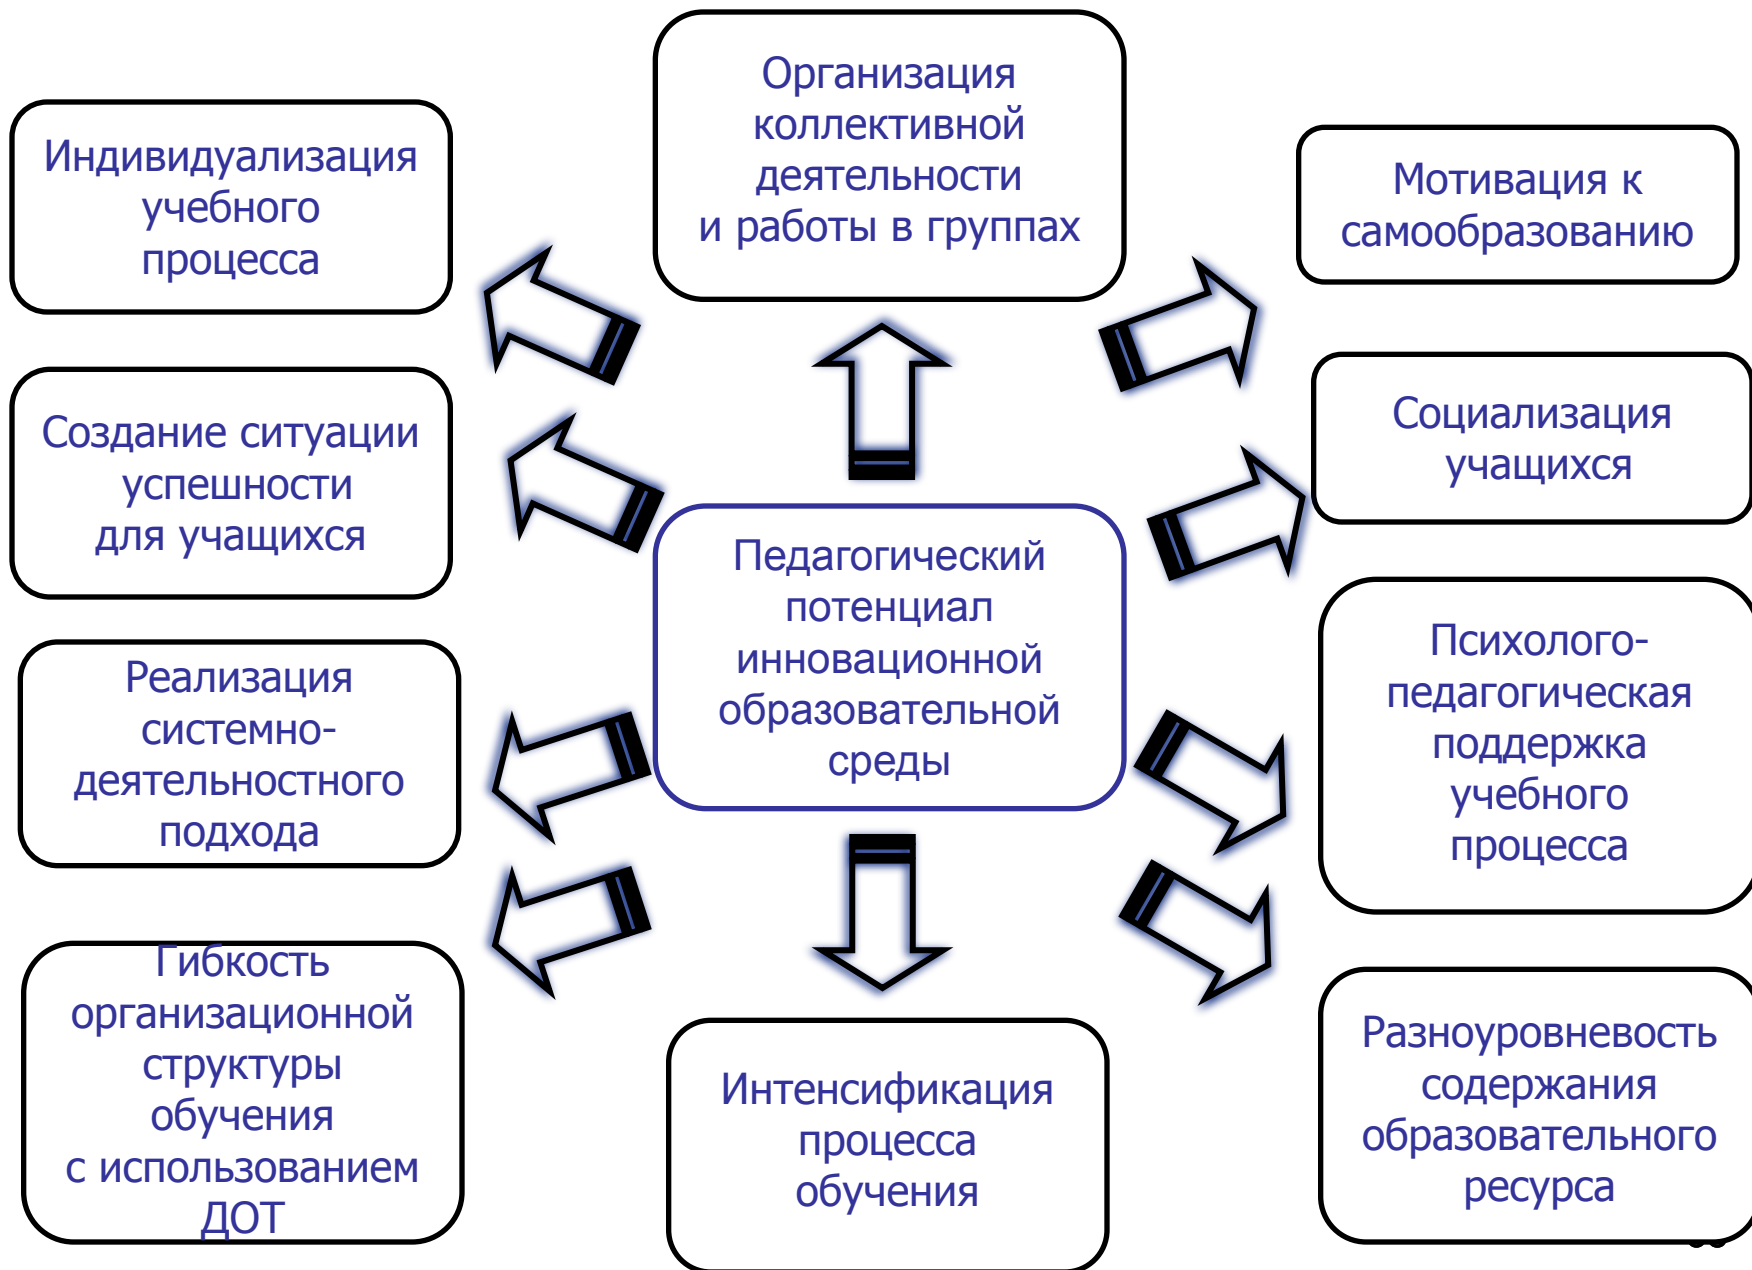 Организация
коллективной
деятельности
и работы в группах
Индивидуализация
учебного
процесса
Мотивация к
самообразованию
Создание ситуации
успешности
для учащихся
Социализация
учащихся
Педагогический
потенциал
инновационной
образовательной
среды
Реализация
системно-
деятельностного
подхода
Психолого-
педагогическая
поддержка
учебного
процесса
Гибкость
организационной
структуры
обучения
с использованием
ДОТ
Интенсификация
процесса
обучения
Разноуровневость
содержания
образовательного
ресурса